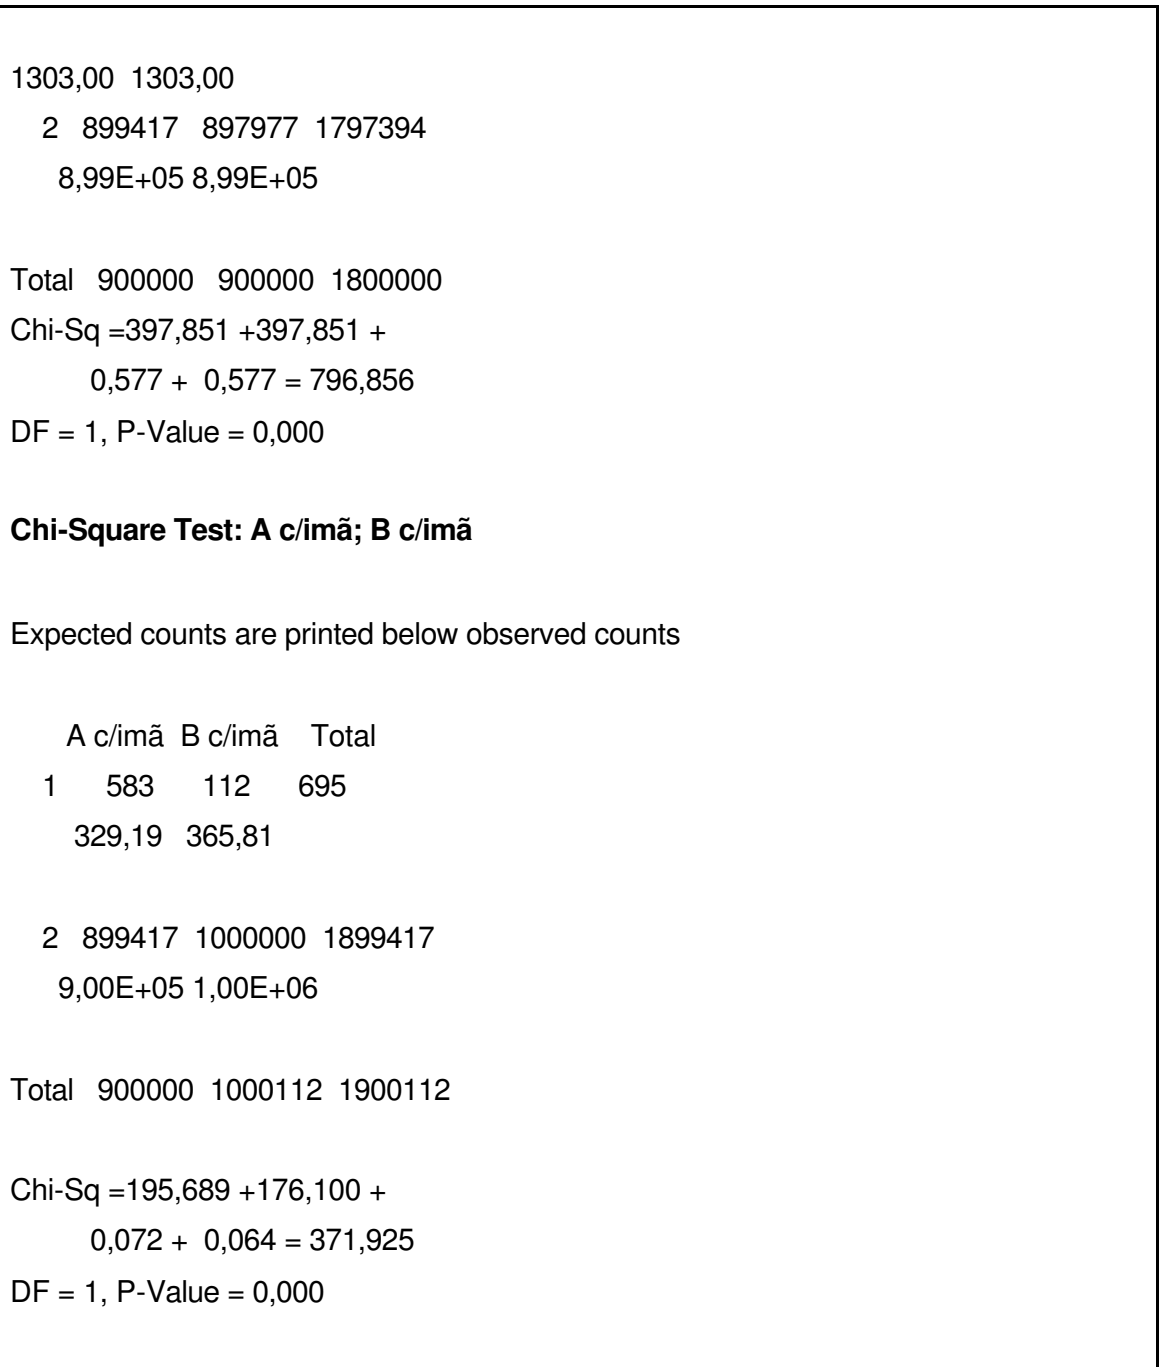 1303,00 1303,00
2 899417 897977 1797394
8,99E+05 8,99E+05
Total 900000 900000 1800000
Chi-Sq =397,851 +397,851 +
0,577 + 0,577 = 796,856
DF = 1, P-Value = 0,000
Chi-Square Test: A c/imã; B c/imã
Expected counts are printed below observed counts
A c/imã B c/imã Total
1 583 112 695
329,19 365,81
2 899417 1000000 1899417
9,00E+05 1,00E+06
Total 900000 1000112 1900112
Chi-Sq =195,689 +176,100 +
0,072 + 0,064 = 371,925
DF = 1, P-Value = 0,000